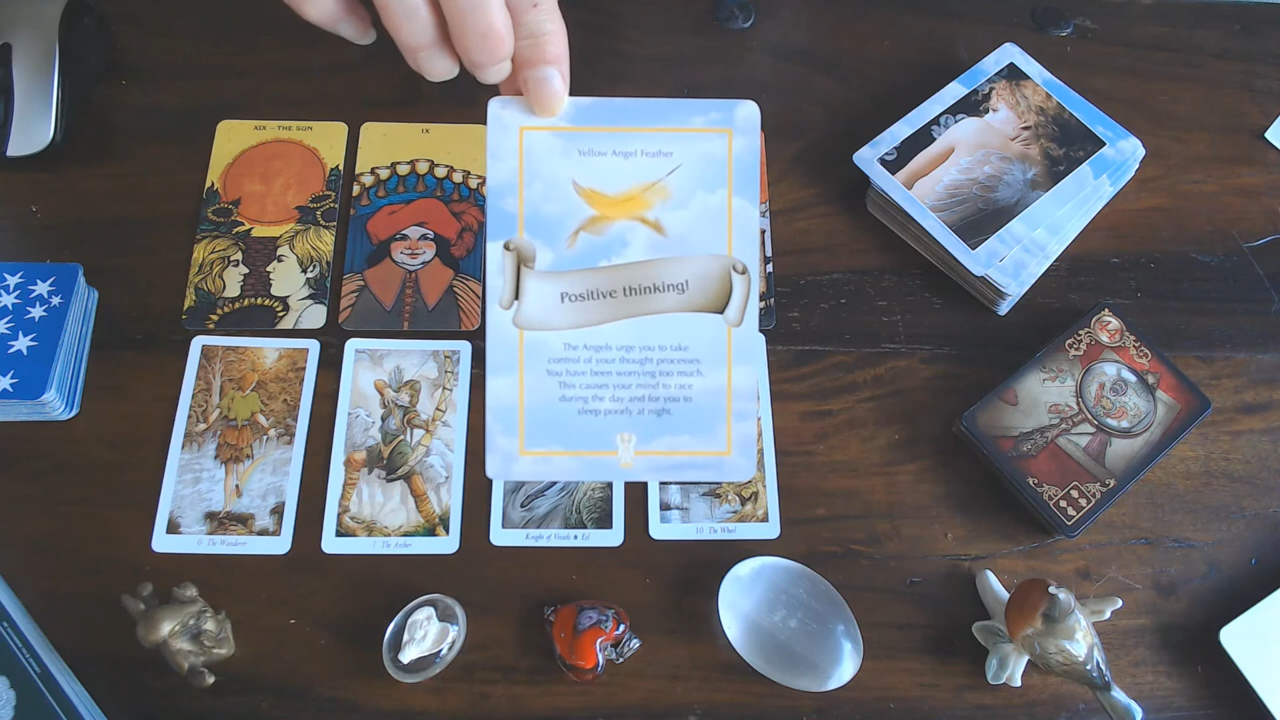 XIX - THE SUN
IX
Yellow Angel Feather
Positive thinking!
The Angels urge you to take
control of your thought processes.
You have been worrying too much.
This causes your mind to race
during the day and for you to
sleep poorly at night.
0 The Wanderer
7 The Archer
Knight of Vessels Eel
10 The Wheel